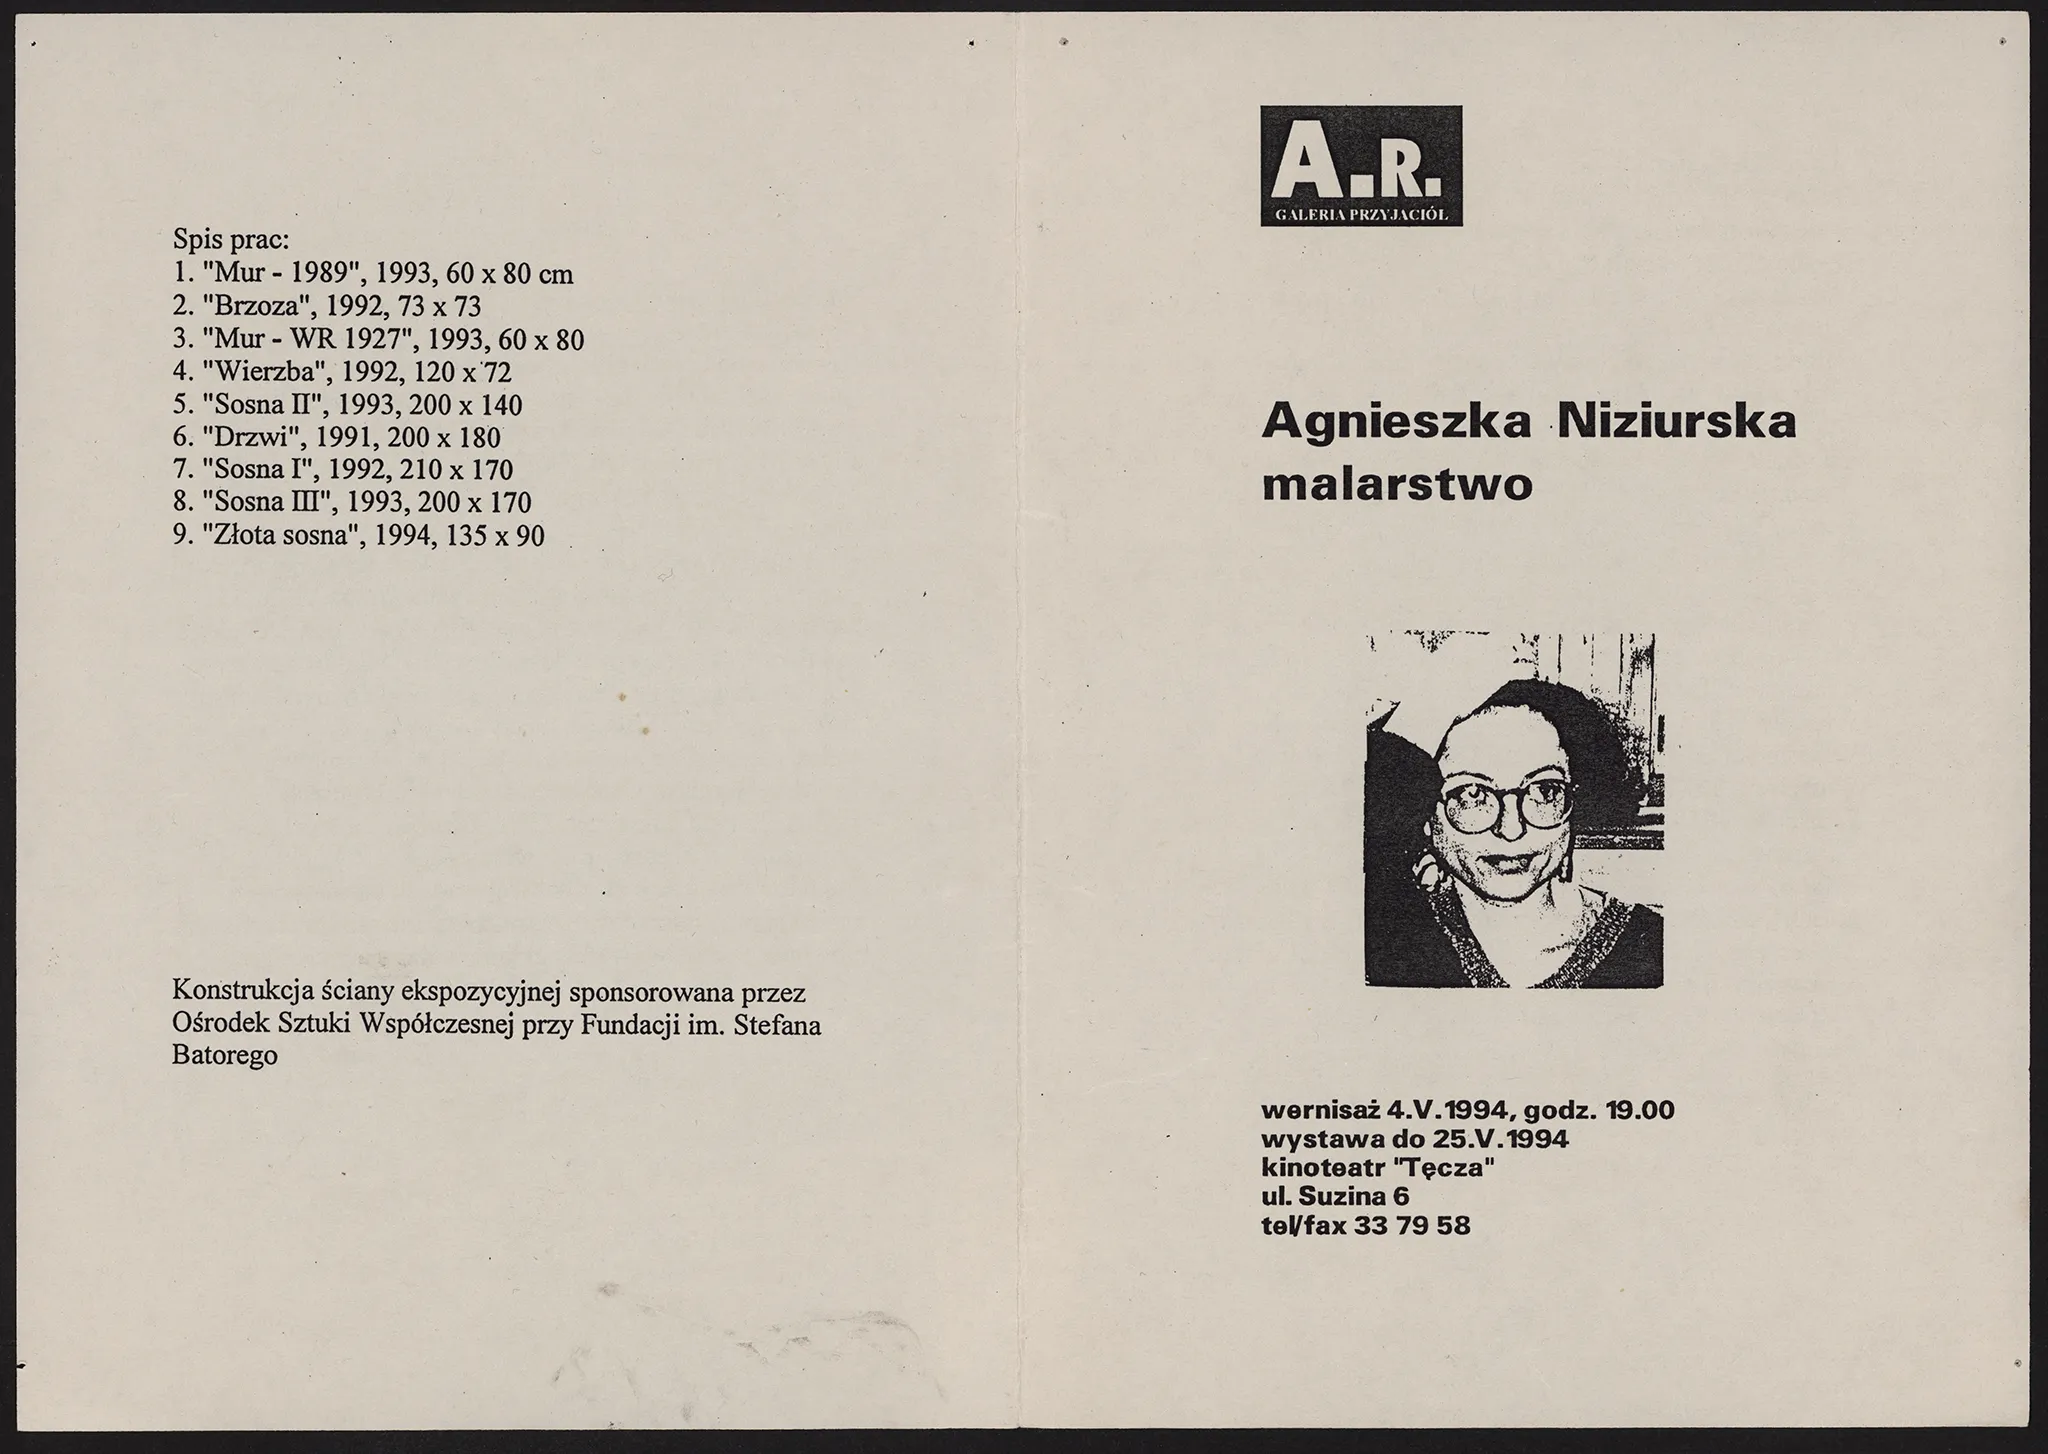 Spis prac:
1. "Mur - 1989", 1993, 60 x 80 cm
2. "Brzoza", 1992, 73 x 73
3. "Mur - WR 1927", 1993, 60 x 80
4. "Wierzba", 1992, 120 x 72
5. "Sosna II", 1993, 200 x 140
6. "Drzwi", 1991, 200 x 180
7. "Sosna I", 1992, 210 x 170
8. "Sosna III", 1993, 200 x 170
9. "Złota sosna", 1994, 135 x 90
Konstrukcja ściany ekspozycyjnej sponsorowana przez
Ośrodek Sztuki Współczesnej przy Fundacji im. Stefana
Batorego
A.R.
GALERIA PRZYJACIÓŁ
Agnieszka Niziurska
malarstwo
wernisaż 4.V.1994, godz. 19.00
wystawa do 25.V.1994
kinoteatr "Tęcza"
ul. Suzina 6
tel/fax 33 79 58